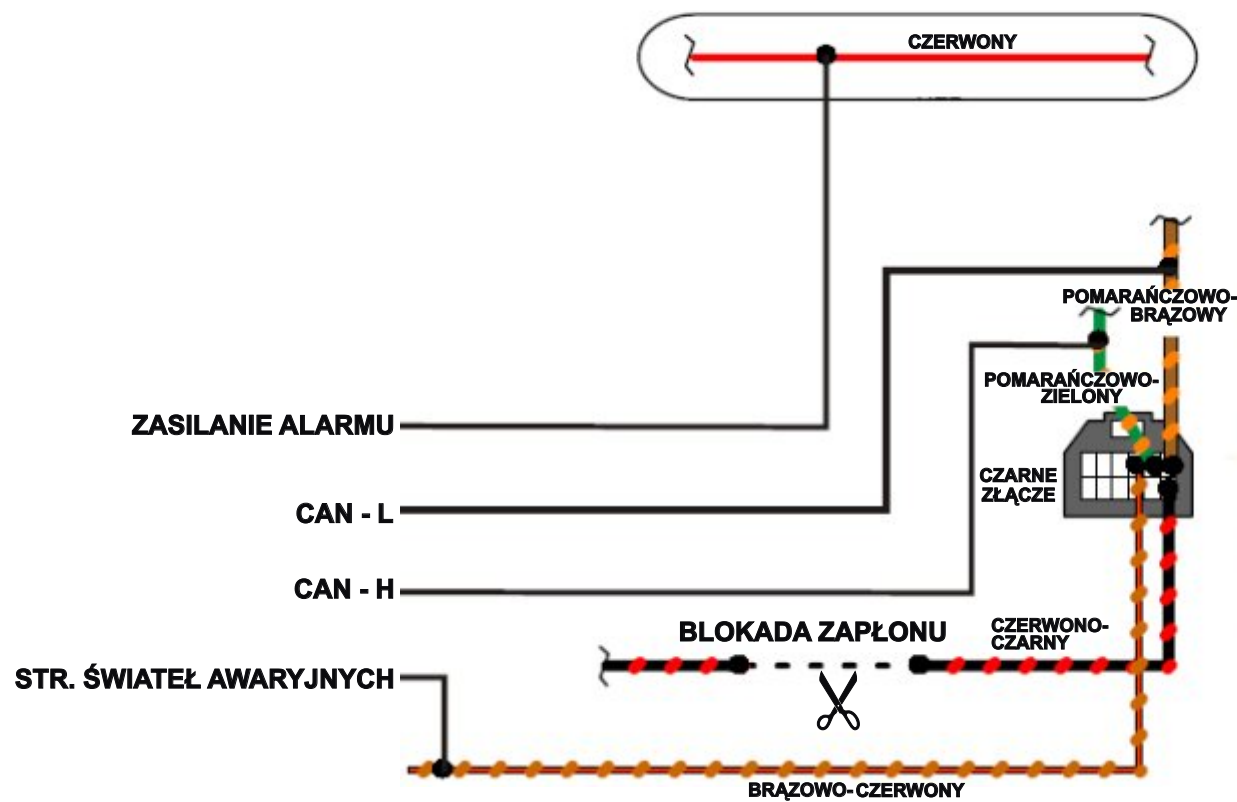 CZERWONY
POMARAŃCZOWO-
BRĄZOWY
POMARAŃCZOWO-
ZIELONY
ZASILANIE ALARMU
CZARNE
ZŁĄCZE
CAN - L
CAN - H
BLOKADA ZAPŁONU
CZERWONO-
CZARNY
STR. ŚWIATEŁ AWARYJNYCH
BRĄZOWO-CZERWONY